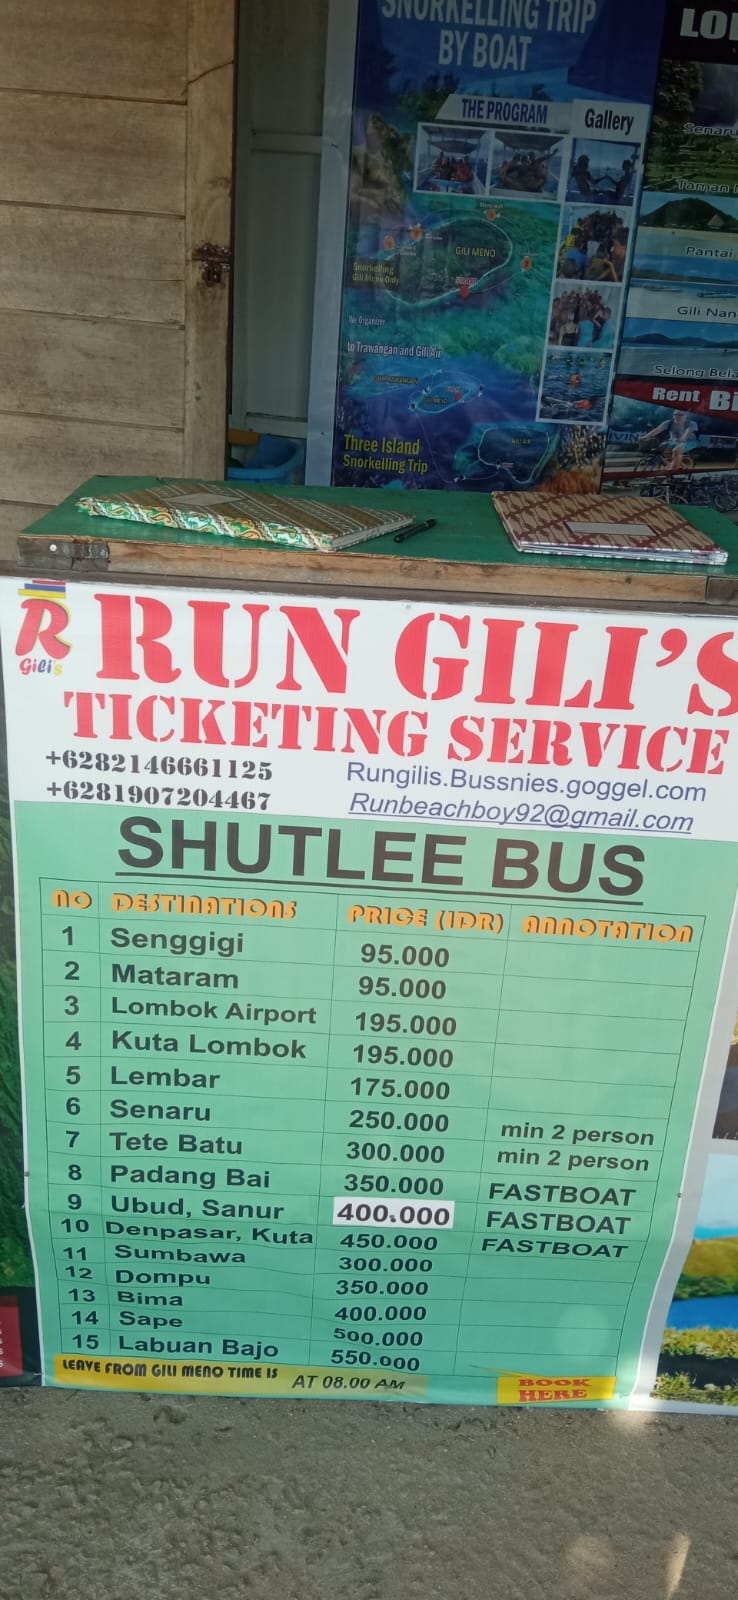 SNORKELLING TRIP
BY BOAT
THE PROGRAM
Gallery
GILI MENO
Snorkelling
Gili Meno Only
We Organizer
to Trawangan and Gili Air
Three Island
Snorkelling Trip
Senaru
Taman
Pantai
Gili Nan
Selong Bela
Rent Bi
R
Gili's
RUN GILI'S
TICKETING SERVICE
+6282146661125
+6281907204467
Rungilis.Bussnies.goggel.com
Runbeachboy92@gmail.com
SHUTLEE BUS
NO DESTINATIONS PRICE (IDR) ANNOTATION
1 Senggigi 95.000
2 Mataram 95.000
3 Lombok Airport 195.000
4 Kuta Lombok 195.000
5 Lembar 175.000
6 Senaru 250.000 min 2 person
7 Tete Batu 300.000 min 2 person
8 Padang Bai 350.000 FASTBOAT
9 Ubud, Sanur 400.000 FASTBOAT
10 Denpasar, Kuta 450.000 FASTBOAT
11 Sumbawa 300.000
12 Dompu 350.000
13 Bima 400.000
14 Sape 500.000
15 Labuan Bajo 550.000
LEAVE FROM GILI MENO TIME IS AT 08.00 AM
BOOK
HERE